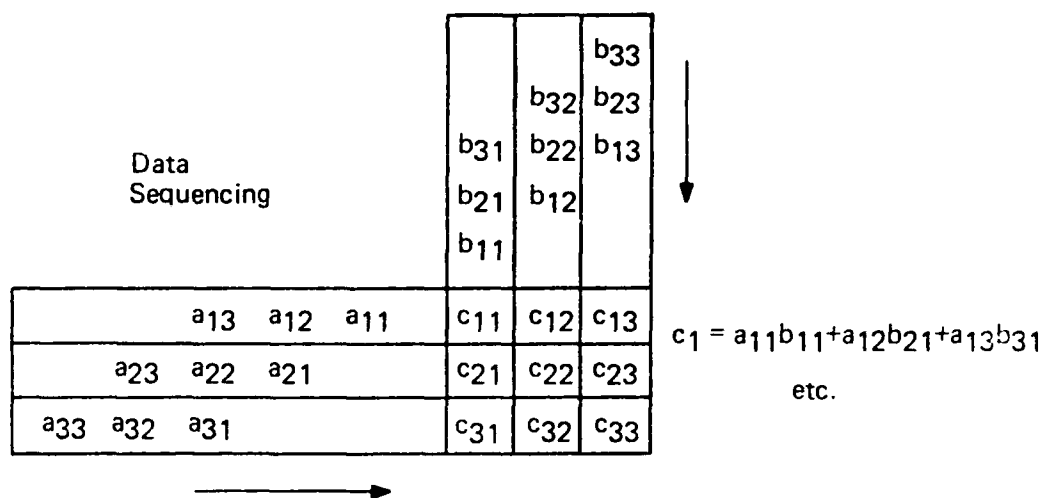 b33
b32 b23
b31 b22 b13
Data
Sequencing
b21 b12
b11
a13 a12 a11 c11 c12 c13
c1 = a11b11+a12b21+a13b31
a23 a22 a21 c21 c22 c23
etc.
a33 a32 a31 c31 c32 c33